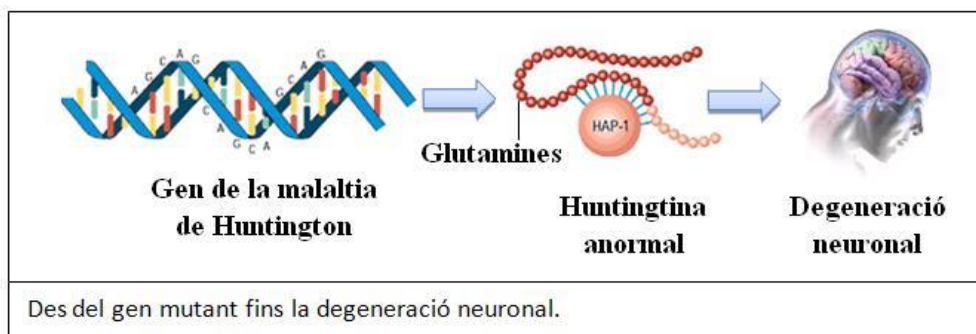 A G C A G
C A G C A
G C A G
HAP-1
Glutamines
Gen de la malaltia
de Huntington
Huntingtina
anormal
Degeneració
neuronal
Des del gen mutant fins la degeneració neuronal.